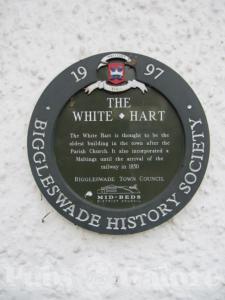 1997
THE
WHITE ♦ HART
The White Hart is thought to be the
oldest building in the town after the
Parish Church. It also incorporated a
Maltings until the arrival of the
railway in 1850
BIGGLESWADE TOWN COUNCIL
MID-BEDS
DISTRICT COUNCIL
• BIGGLESWADE HISTORY SOCIETY •